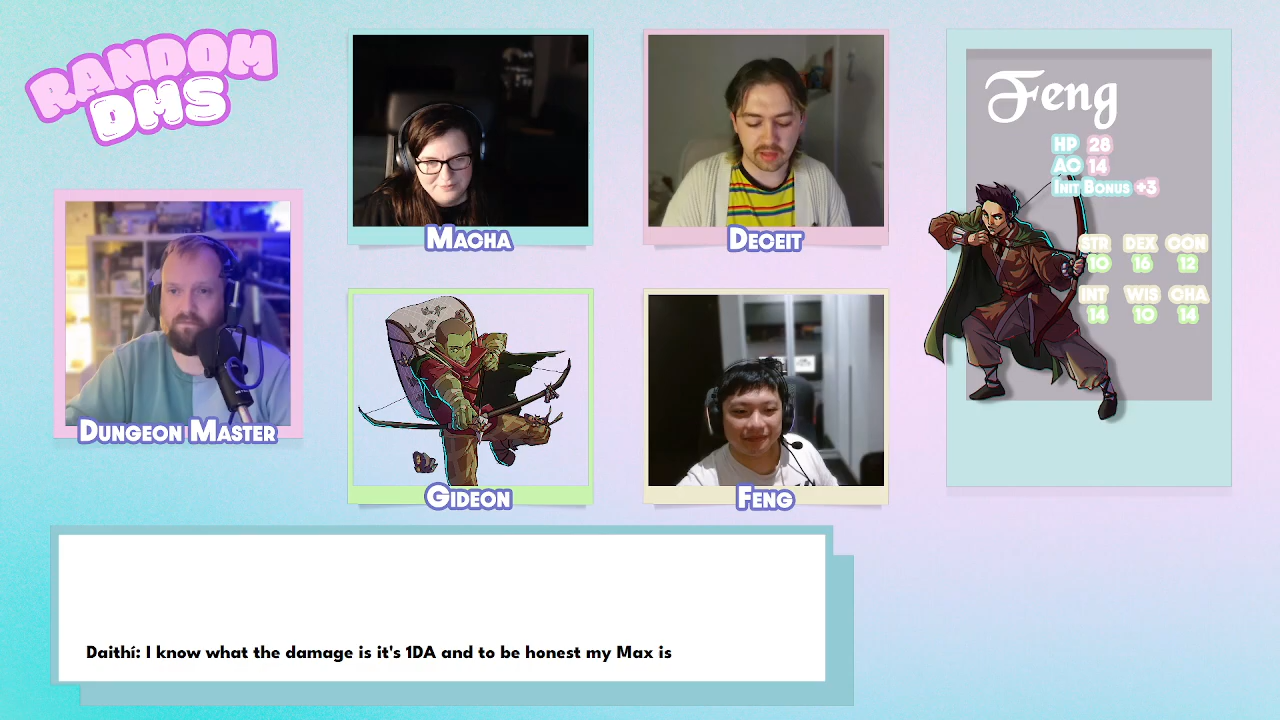 RANDOM
DMS
Macha
Deceit
Dungeon Master
Gideon
Feng
Feng
HP 28
AC 14
Init Bonus +3
STR DEX CON
10 16 12
INT WIS CHA
14 10 14
Daithí: I know what the damage is it's 1DA and to be honest my Max is